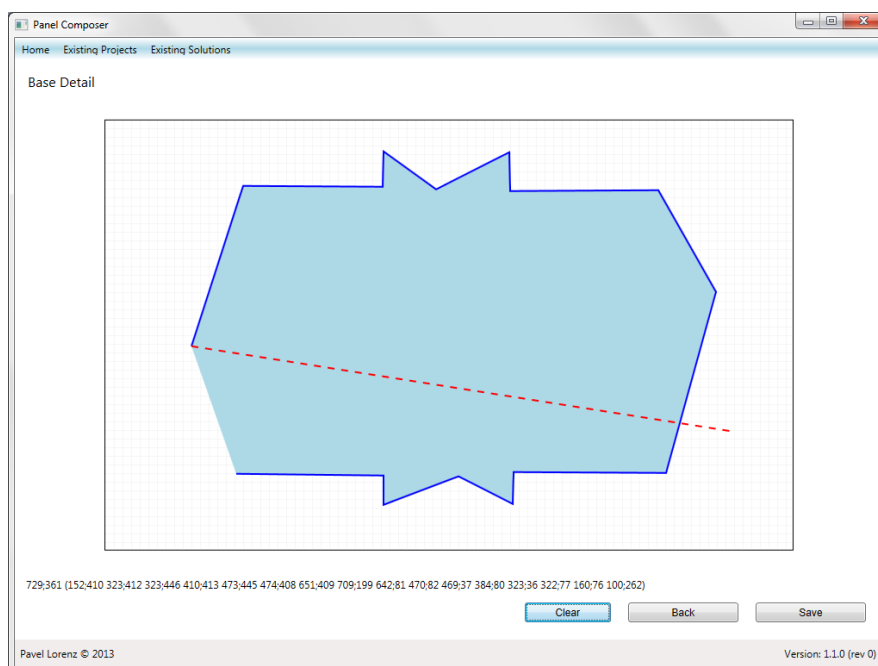 Panel Composer
Home Existing Projects Existing Solutions
Base Detail
729;361 (152;410 323;412 323;446 410;413 473;445 474;408 651;409 709;199 642;81 470;82 469;37 384;80 323;36 322;77 160;76 100;262)
Clear Back Save
Pavel Lorenz © 2013 Version: 1.1.0 (rev 0)